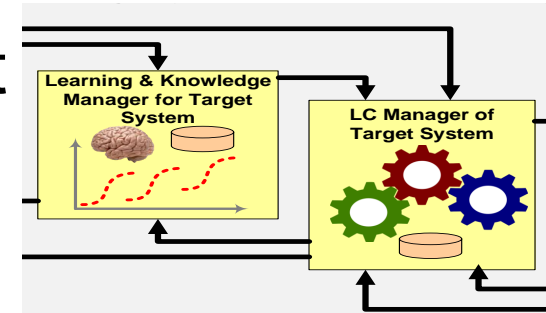 Learning & Knowledge
Manager for Target
System
LC Manager of
Target System